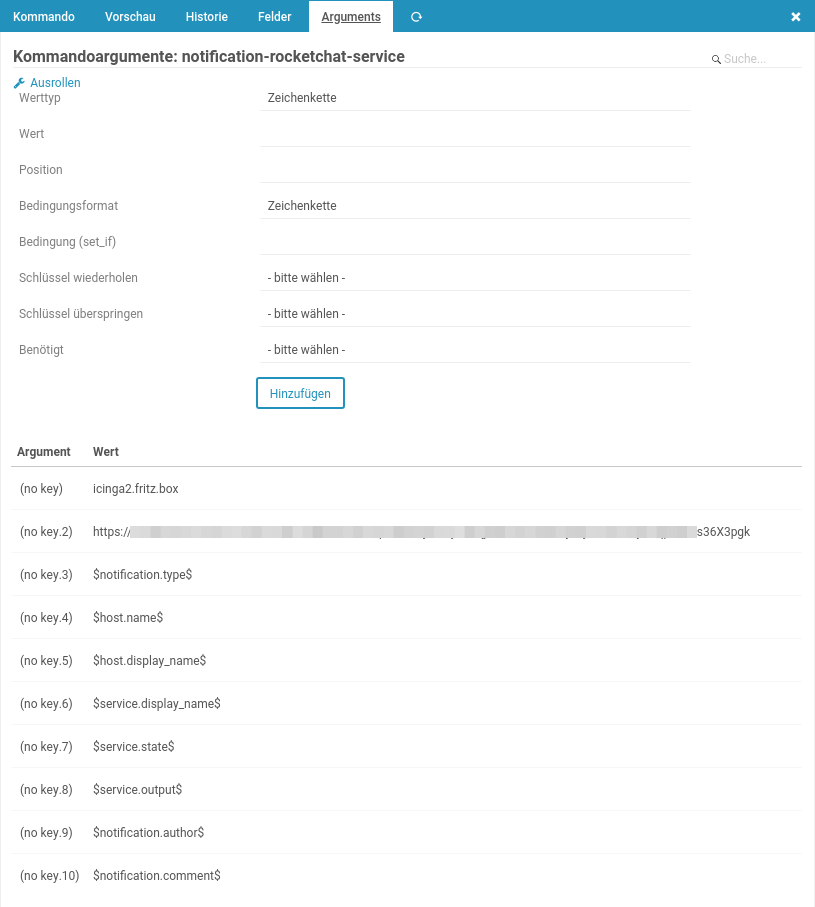 Kommando Vorschau Historie Felder Arguments
Kommandoargumente: notification-rocketchat-service
Suche...
Ausrollen
Werttyp Zeichenkette
Wert
Position
Bedingungsformat Zeichenkette
Bedingung (set_if)
Schlüssel wiederholen - bitte wählen -
Schlüssel überspringen - bitte wählen -
Benötigt - bitte wählen -
Hinzufügen
Argument Wert
(no key) icinga2.fritz.box
(no key.2) https:// s36X3pgk
(no key.3) $notification.type$
(no key.4) $host.name$
(no key.5) $host.display_name$
(no key.6) $service.display_name$
(no key.7) $service.state$
(no key.8) $service.output$
(no key.9) $notification.author$
(no key.10) $notification.comment$